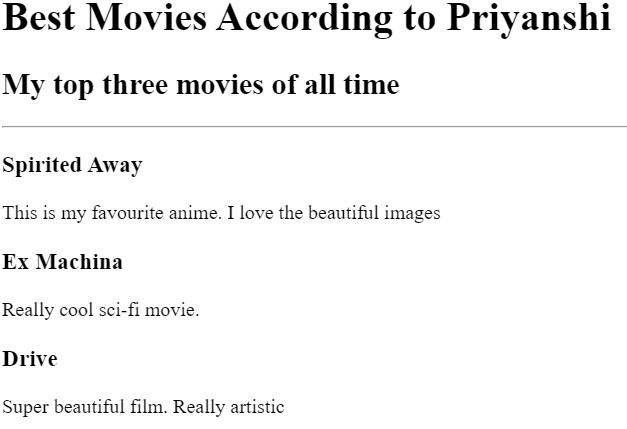 Best Movies According to Priyanshi
My top three movies of all time
Spirited Away
This is my favourite anime. I love the beautiful images
Ex Machina
Really cool sci-fi movie.
Drive
Super beautiful film. Really artistic